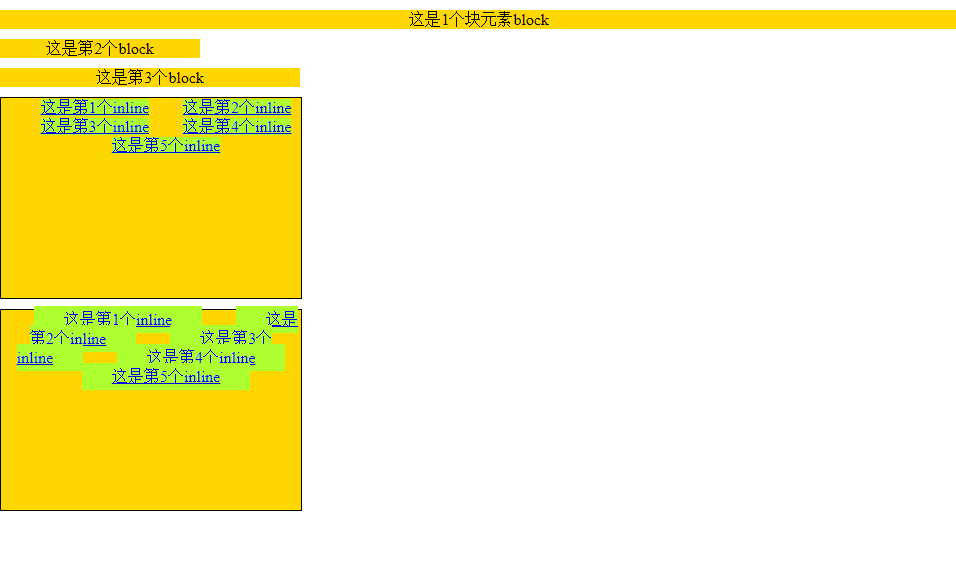 这是1个块元素block
这是第2个block
这是第3个block
这是第1个inline 这是第2个inline
这是第3个inline 这是第4个inline
这是第5个inline
这是第1个inline 这是
第2个inline 这是第3个
inline 这是第4个inline
这是第5个inline